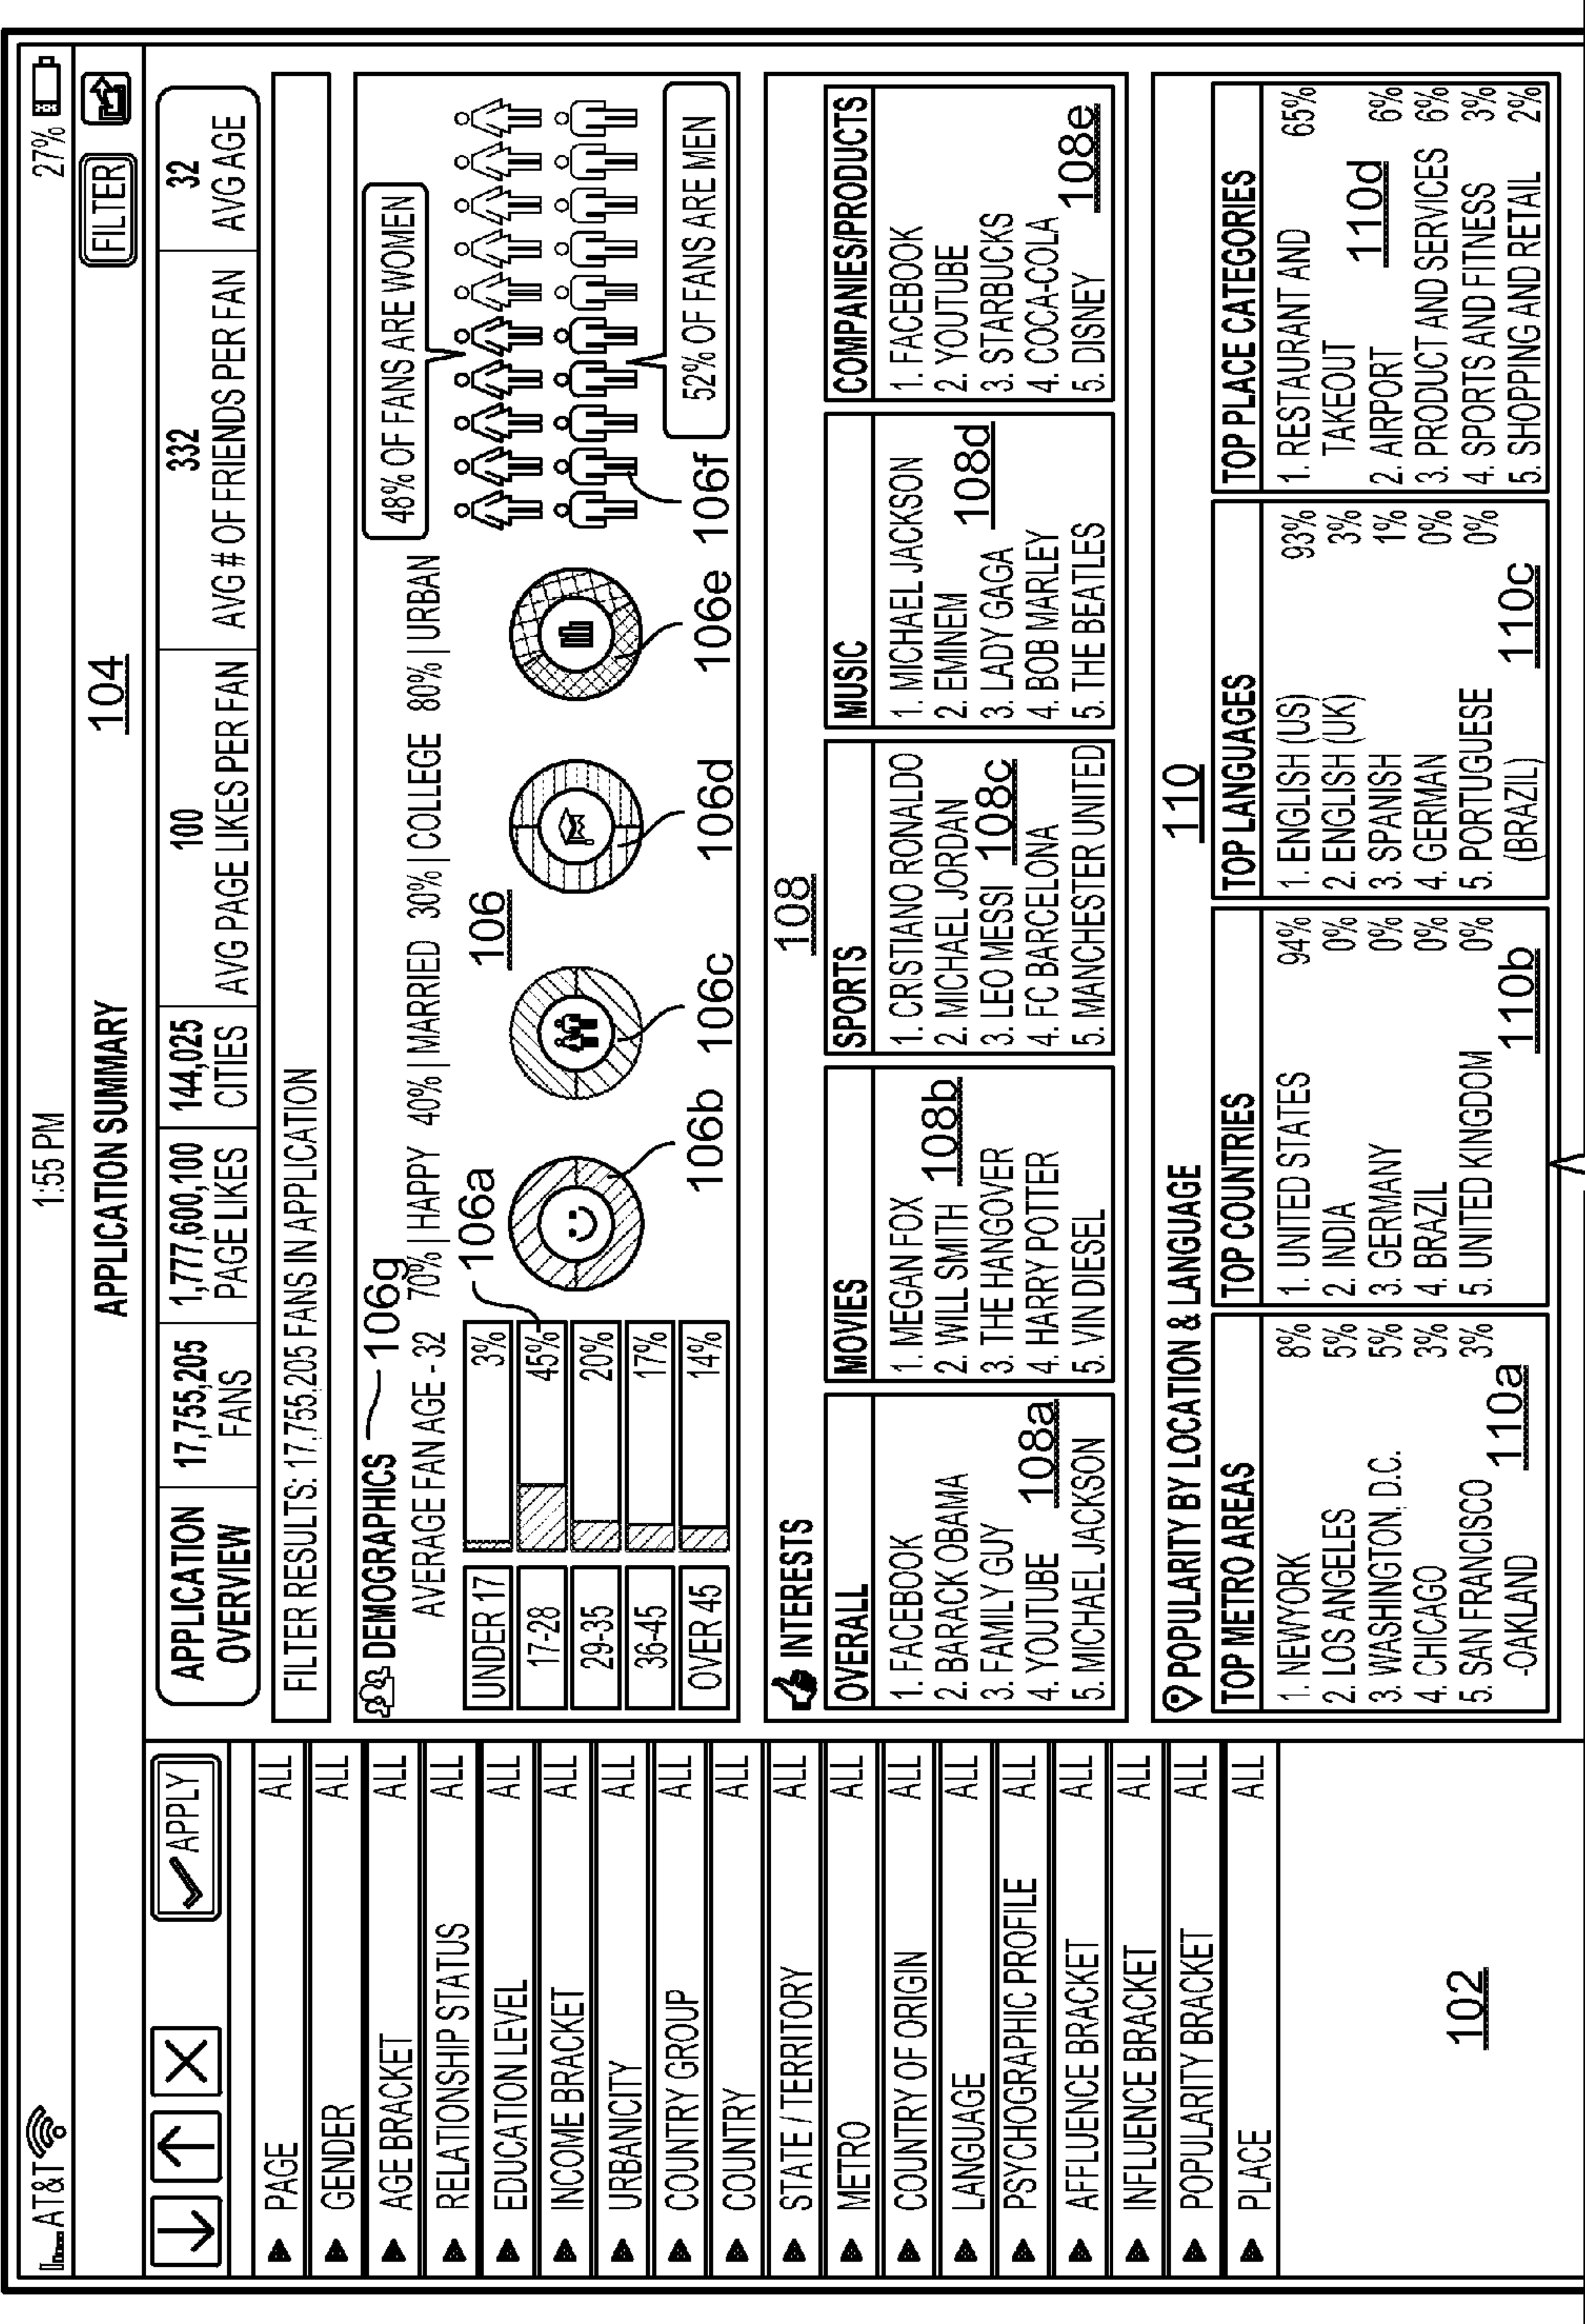 AT&T 1:55 PM 27%
APPLICATION SUMMARY 104 FILTER
APPLY
PAGE ALL
GENDER ALL
AGE BRACKET ALL
RELATIONSHIP STATUS ALL
EDUCATION LEVEL ALL
INCOME BRACKET ALL
URBANICITY ALL
COUNTRY GROUP ALL
COUNTRY ALL
STATE / TERRITORY ALL
METRO ALL
COUNTRY OF ORIGIN ALL
LANGUAGE ALL
PSYCHOGRAPHIC PROFILE ALL
AFFLUENCE BRACKET ALL
INFLUENCE BRACKET ALL
POPULARITY BRACKET ALL
PLACE ALL
102
APPLICATION 17,755,205 1,777,600,100 144,025 100 332 32
OVERVIEW FANS PAGE LIKES CITIES AVG PAGE LIKES PER FAN AVG # OF FRIENDS PER FAN AVG AGE
FILTER RESULTS: 17,755,205 FANS IN APPLICATION
DEMOGRAPHICS 106g
AVERAGE FAN AGE - 32 70% | HAPPY 40% | MARRIED 30% | COLLEGE 80% | URBAN
48% OF FANS ARE WOMEN
106a 106
UNDER 17 3%
17-28 45%
29-35 20%
36-45 17%
OVER 45 14%
106b 106c 106d 106e 106f
52% OF FANS ARE MEN
INTERESTS 108
OVERALL
1. FACEBOOK
2. BARACK OBAMA
3. FAMILY GUY
4. YOUTUBE 108a
5. MICHAEL JACKSON
MOVIES
1. MEGAN FOX
2. WILL SMITH 108b
3. THE HANGOVER
4. HARRY POTTER
5. VIN DIESEL
SPORTS
1. CRISTIANO RONALDO
2. MICHAEL JORDAN
3. LEO MESSI 108c
4. FC BARCELONA
5. MANCHESTER UNITED
MUSIC
1. MICHAEL JACKSON
2. EMINEM 108d
3. LADY GAGA
4. BOB MARLEY
5. THE BEATLES
COMPANIES/PRODUCTS
1. FACEBOOK
2. YOUTUBE
3. STARBUCKS
4. COCA-COLA
5. DISNEY 108e
POPULARITY BY LOCATION & LANGUAGE 110
TOP METRO AREAS
1. NEWYORK 8%
2. LOS ANGELES 5%
3. WASHINGTON, D.C. 5%
4. CHICAGO 3%
5. SAN FRANCISCO 3%
-OAKLAND 110a
TOP COUNTRIES
1. UNITED STATES 94%
2. INDIA 0%
3. GERMANY 0%
4. BRAZIL 0%
5. UNITED KINGDOM 0%
110b
TOP LANGUAGES
1. ENGLISH (US) 93%
2. ENGLISH (UK) 3%
3. SPANISH 1%
4. GERMAN 0%
5. PORTUGUESE 0%
(BRAZIL) 110c
TOP PLACE CATEGORIES
1. RESTAURANT AND 65%
TAKEOUT 110d
2. AIRPORT 6%
3. PRODUCT AND SERVICES 6%
4. SPORTS AND FITNESS 3%
5. SHOPPING AND RETAIL 2%